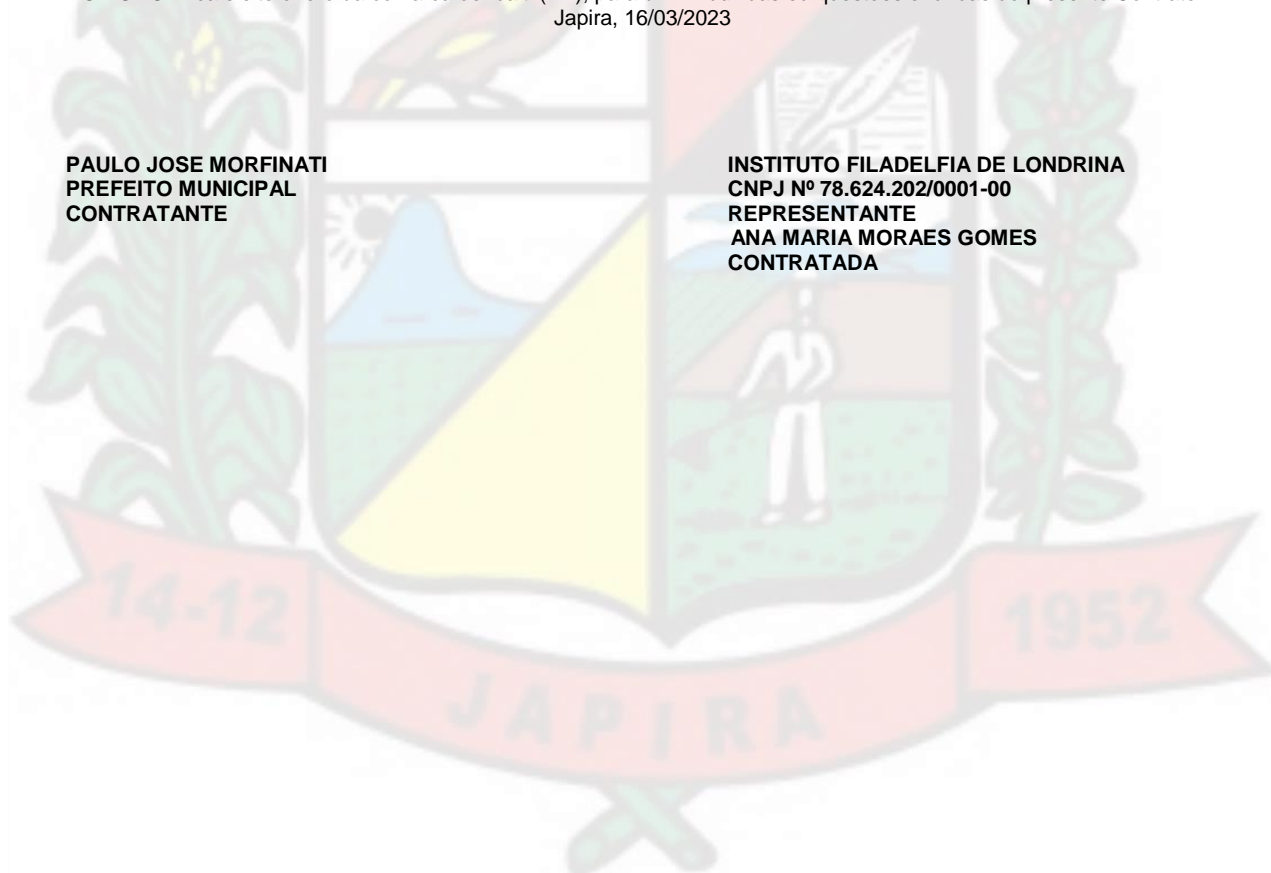 Japira, 16/03/2023
PAULO JOSE MORFINATI
PREFEITO MUNICIPAL
CONTRATANTE
INSTITUTO FILADELFIA DE LONDRINA
CNPJ Nº 78.624.202/0001-00
REPRESENTANTE
ANA MARIA MORAES GOMES
CONTRATADA
14-12
1952
JAPIRA